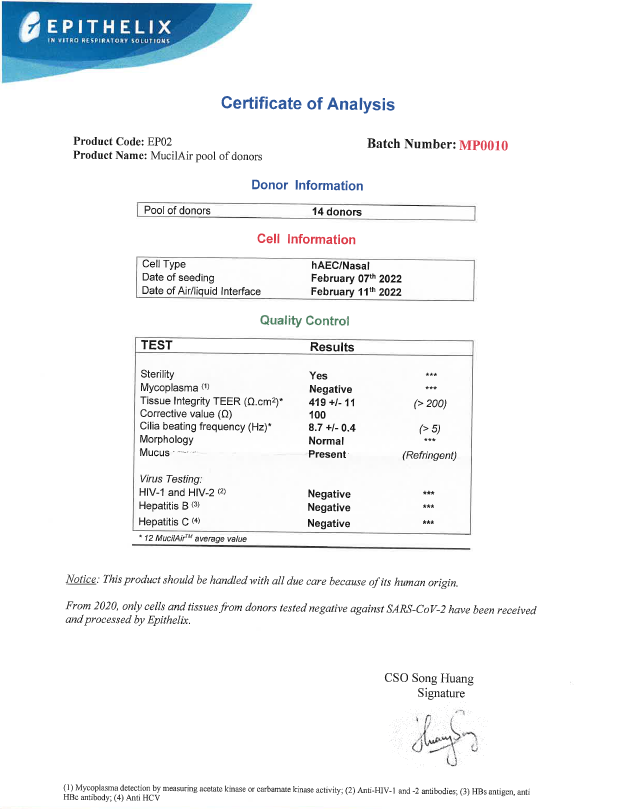 EPITHELIX
IN VITRO RESPIRATORY SOLUTIONS
Certificate of Analysis
Product Code: EP02
Batch Number: MP0010
Product Name: MucilAir pool of donors
Donor Information
Pool of donors 14 donors
Cell Information
Cell Type hAEC/Nasal
Date of seeding February 07th 2022
Date of Air/liquid Interface February 11th 2022
Quality Control
TEST Results
Sterility Yes ***
Mycoplasma (1) Negative ***
Tissue Integrity TEER (Ω.cm²)* 419 +/- 11 (> 200)
Corrective value (Ω) 100
Cilia beating frequency (Hz)* 8.7 +/- 0.4 (> 5)
Morphology Normal ***
Mucus Present (Refringent)
Virus Testing:
HIV-1 and HIV-2 (2) Negative ***
Hepatitis B (3) Negative ***
Hepatitis C (4) Negative ***
* 12 MucilAir™ average value
Notice: This product should be handled with all due care because of its human origin.
From 2020, only cells and tissues from donors tested negative against SARS-CoV-2 have been received
and processed by Epithelix.
CSO Song Huang
Signature
Huang Song
(1) Mycoplasma detection by measuring acetate kinase or carbamate kinase activity; (2) Anti-HIV-1 and -2 antibodies; (3) HBs antigen, anti
HBc antibody; (4) Anti HCV